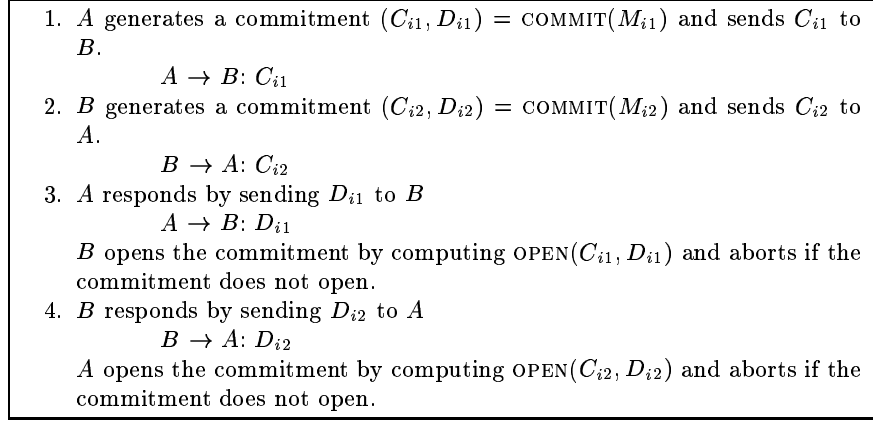 1. A generates a commitment (C_{i1}, D_{i1}) = COMMIT(M_{i1}) and sends C_{i1} to
B.
A → B: C_{i1}
2. B generates a commitment (C_{i2}, D_{i2}) = COMMIT(M_{i2}) and sends C_{i2} to
A.
B → A: C_{i2}
3. A responds by sending D_{i1} to B
A → B: D_{i1}
B opens the commitment by computing OPEN(C_{i1}, D_{i1}) and aborts if the
commitment does not open.
4. B responds by sending D_{i2} to A
B → A: D_{i2}
A opens the commitment by computing OPEN(C_{i2}, D_{i2}) and aborts if the
commitment does not open.